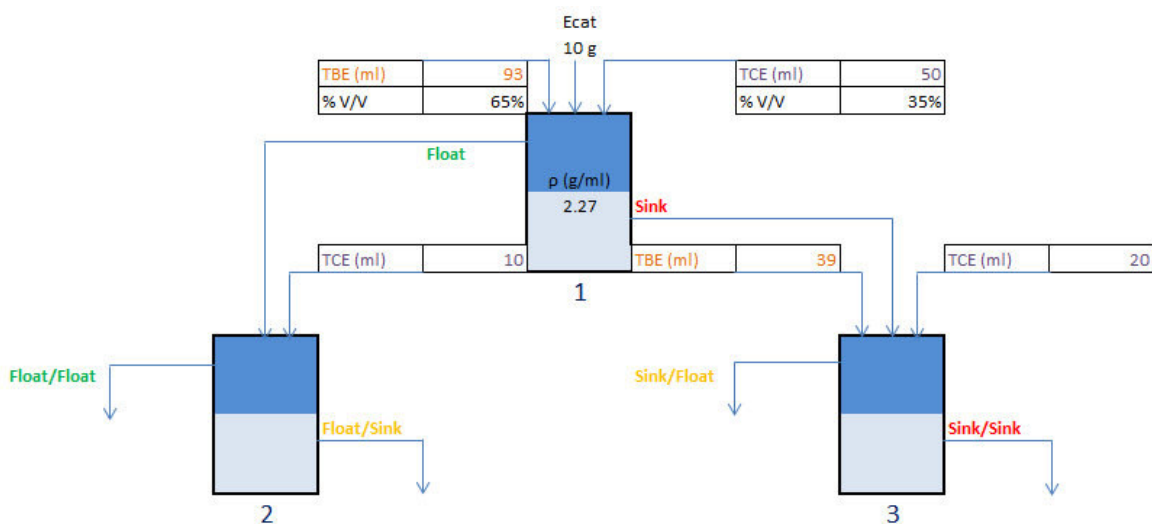 Ecat
10 g
TBE (ml) 93
% V/V 65%
TCE (ml) 50
% V/V 35%
Float
ρ (g/ml)
2.27
Sink
TCE (ml) 10
TBE (ml) 39
TCE (ml) 20
1
Float/Float
Float/Sink
Sink/Float
Sink/Sink
2
3